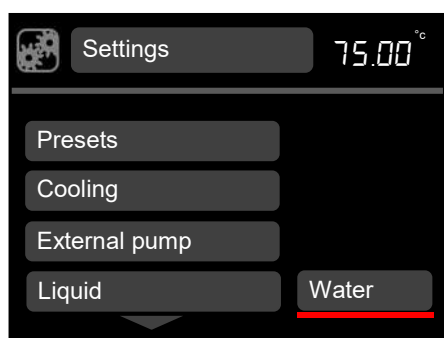 Settings 75.00 °c
Presets
Cooling
External pump
Liquid Water